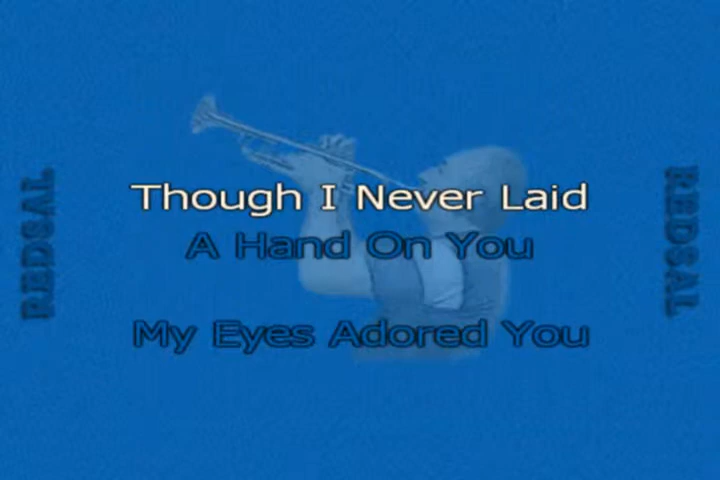 REDSAL
REDSAL
Though I Never Laid
A Hand On You
My Eyes Adored You